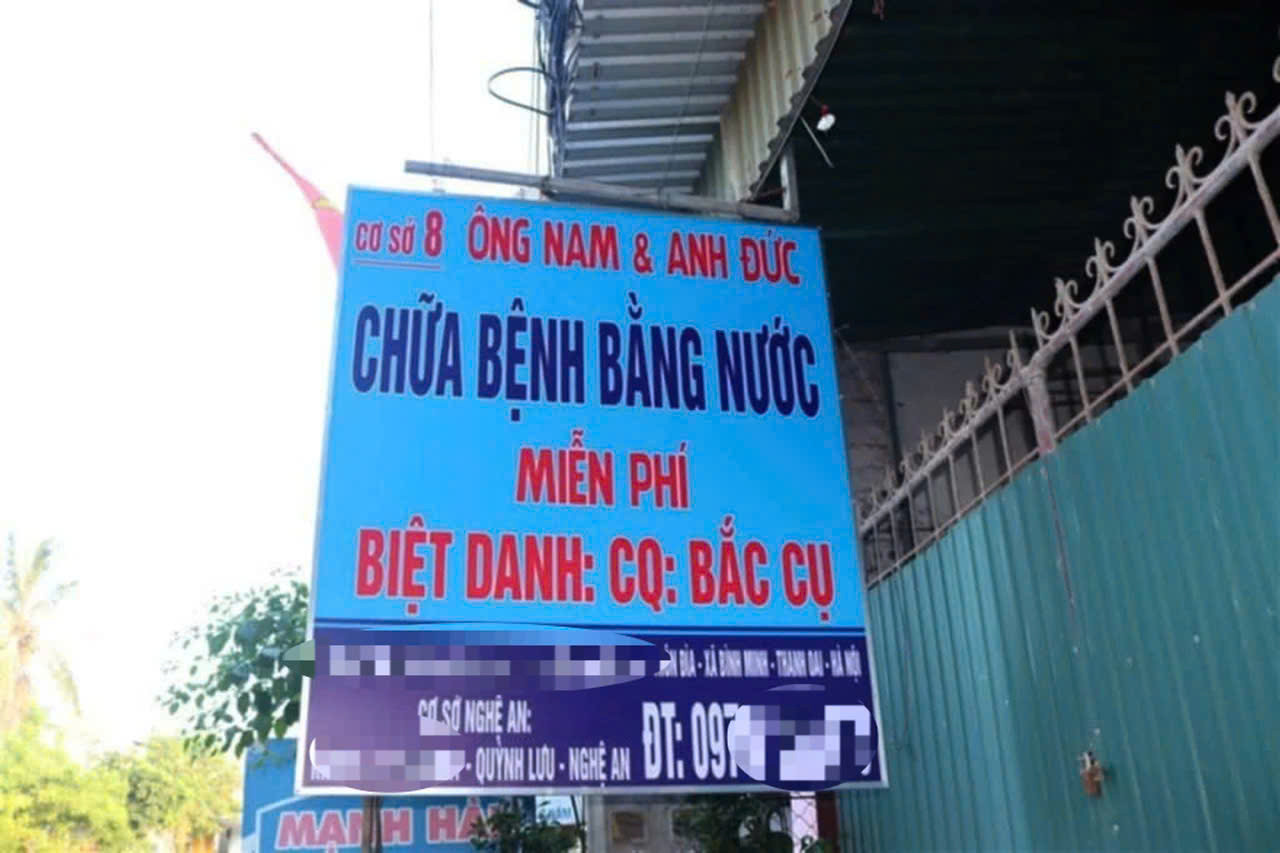 CƠ SỞ 8 ÔNG NAM & ANH ĐỨC
CHỮA BỆNH BẰNG NƯỚC
MIỄN PHÍ
BIỆT DANH: CQ: BẮC CỤ
BÌA - XÃ BÌNH MINH - THANH OAI - HÀ NỘI
CƠ SỞ NGHỆ AN:
- QUỲNH LƯU - NGHỆ AN
ĐT: 097
MẠNH